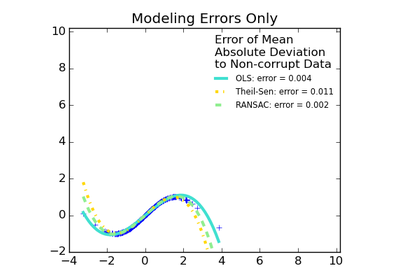 Modeling Errors Only
10
8
6
4
2
0
−2
−4 −2 0 2 4 6 8 10
Error of Mean
Absolute Deviation
to Non-corrupt Data
OLS: error = 0.004
Theil-Sen: error = 0.011
RANSAC: error = 0.002